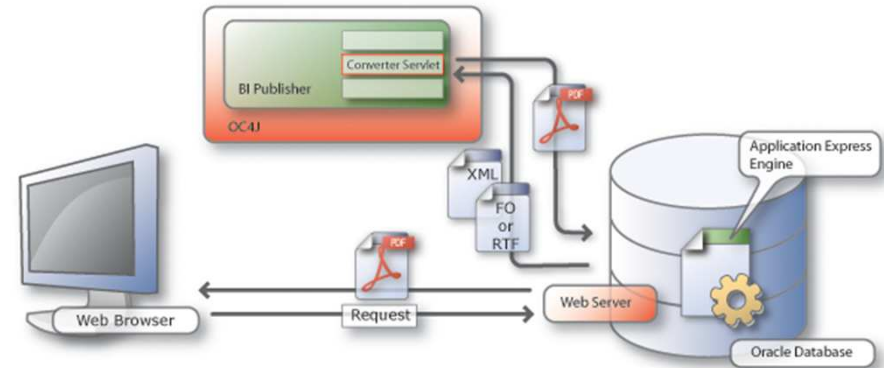 Converter Servlet
BI Publisher
OC4J
PDF
Application Express
Engine
XML
FO
or
RTF
PDF
Web Server
Request
Web Browser
Oracle Database